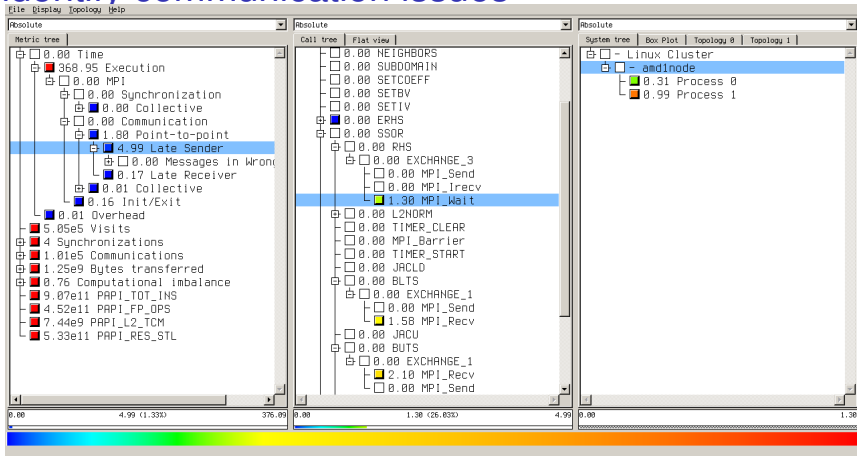 identify communication issues
File Display Topology Help
Absolute
Metric tree
0.00 Time
368.95 Execution
0.00 MPI
0.00 Synchronization
0.00 Collective
0.00 Communication
1.80 Point-to-point
4.99 Late Sender
0.00 Messages in Wrong
0.17 Late Receiver
0.01 Collective
0.16 Init/Exit
0.01 Overhead
5.05e5 Visits
4 Synchronizations
1.01e5 Communications
1.25e9 Bytes transferred
0.76 Computational imbalance
9.07e11 PAPI_TOT_INS
4.52e11 PAPI_FP_OPS
7.44e9 PAPI_L2_TCM
5.33e11 PAPI_RES_STL
0.00 4.99 (1.33%) 376.09
Absolute
Call tree Flat view
0.00 NEIGHBORS
0.00 SUBDOMAIN
0.00 SETCOEFF
0.00 SETBV
0.00 SETIV
0.00 ERHS
0.00 SSOR
0.00 RHS
0.00 EXCHANGE_3
0.00 MPI_Send
0.00 MPI_Irecv
1.30 MPI_Wait
0.00 L2NORM
0.00 TIMER_CLEAR
0.00 MPI_Barrier
0.00 TIMER_START
0.00 JACLD
0.00 BLTS
0.00 EXCHANGE_1
0.00 MPI_Send
1.58 MPI_Recv
0.00 JACU
0.00 BUTS
0.00 EXCHANGE_1
2.10 MPI_Recv
0.00 MPI_Send
0.00 1.30 (26.03%) 4.99
Absolute
System tree Box Plot Topology 0 Topology 1
- Linux Cluster
- amd1node
0.31 Process 0
0.99 Process 1
0.00 1.30